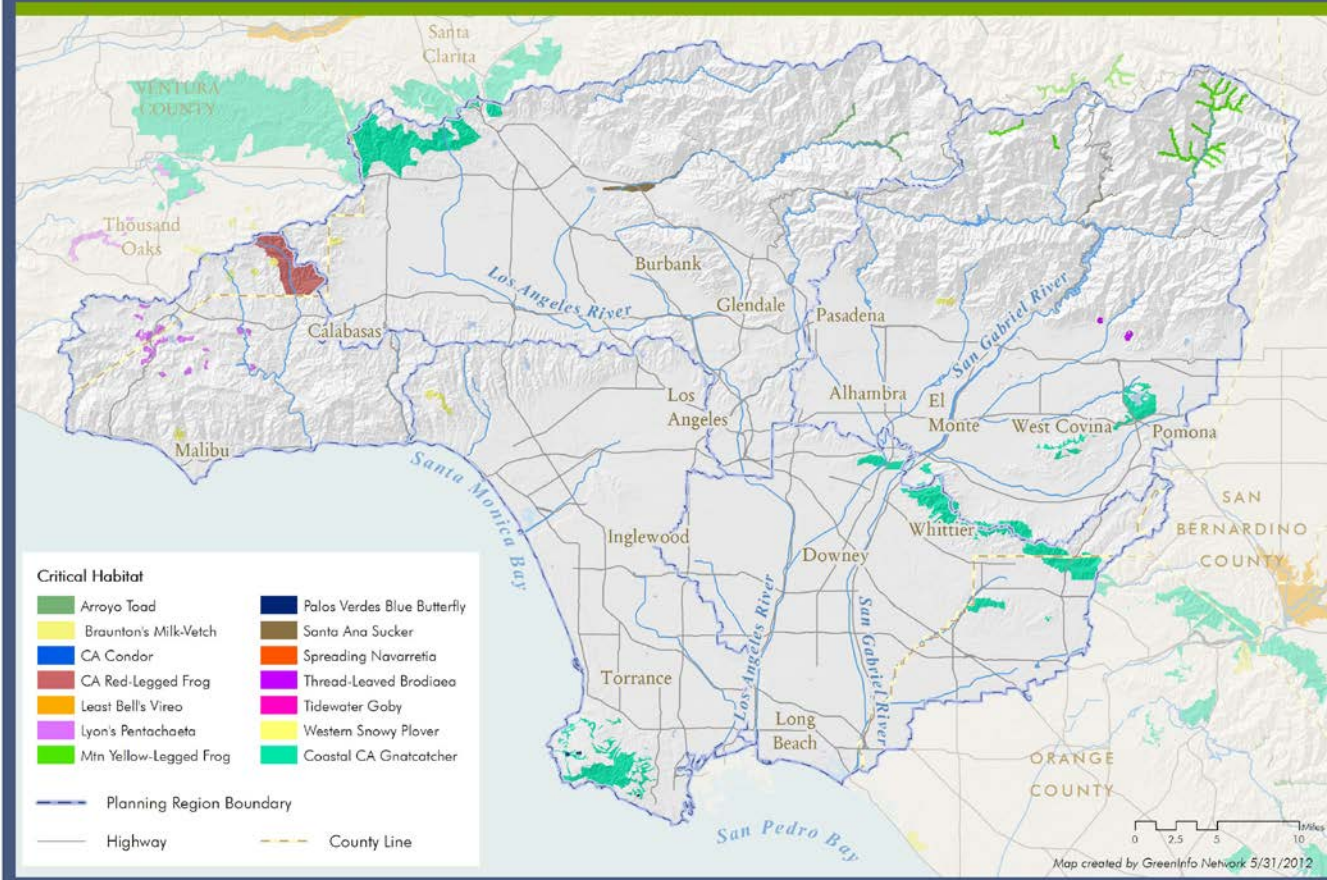 Santa
Clarita
VENTURA
COUNTY
Thousand
Oaks
Burbank
Los Angeles River
Glendale
Pasadena
San Gabriel River
Calabasas
Los
Angeles
Alhambra
El
Monte
West Covina
Pomona
Malibu
Santa Monica Bay
SAN
BERNARDINO
COUNTY
Inglewood
Whittier
Downey
Los Angeles River
San Gabriel River
Torrance
Long
Beach
ORANGE
COUNTY
San Pedro Bay
Critical Habitat
Arroyo Toad
Braunton's Milk-Vetch
CA Condor
CA Red-Legged Frog
Least Bell's Vireo
Lyon's Pentachaeta
Mtn Yellow-Legged Frog
Palos Verdes Blue Butterfly
Santa Ana Sucker
Spreading Navarretia
Thread-Leaved Brodiaea
Tidewater Goby
Western Snowy Plover
Coastal CA Gnatcatcher
Planning Region Boundary
Highway
County Line
Miles
0 2.5 5 10
Map created by GreenInfo Network 5/31/2012